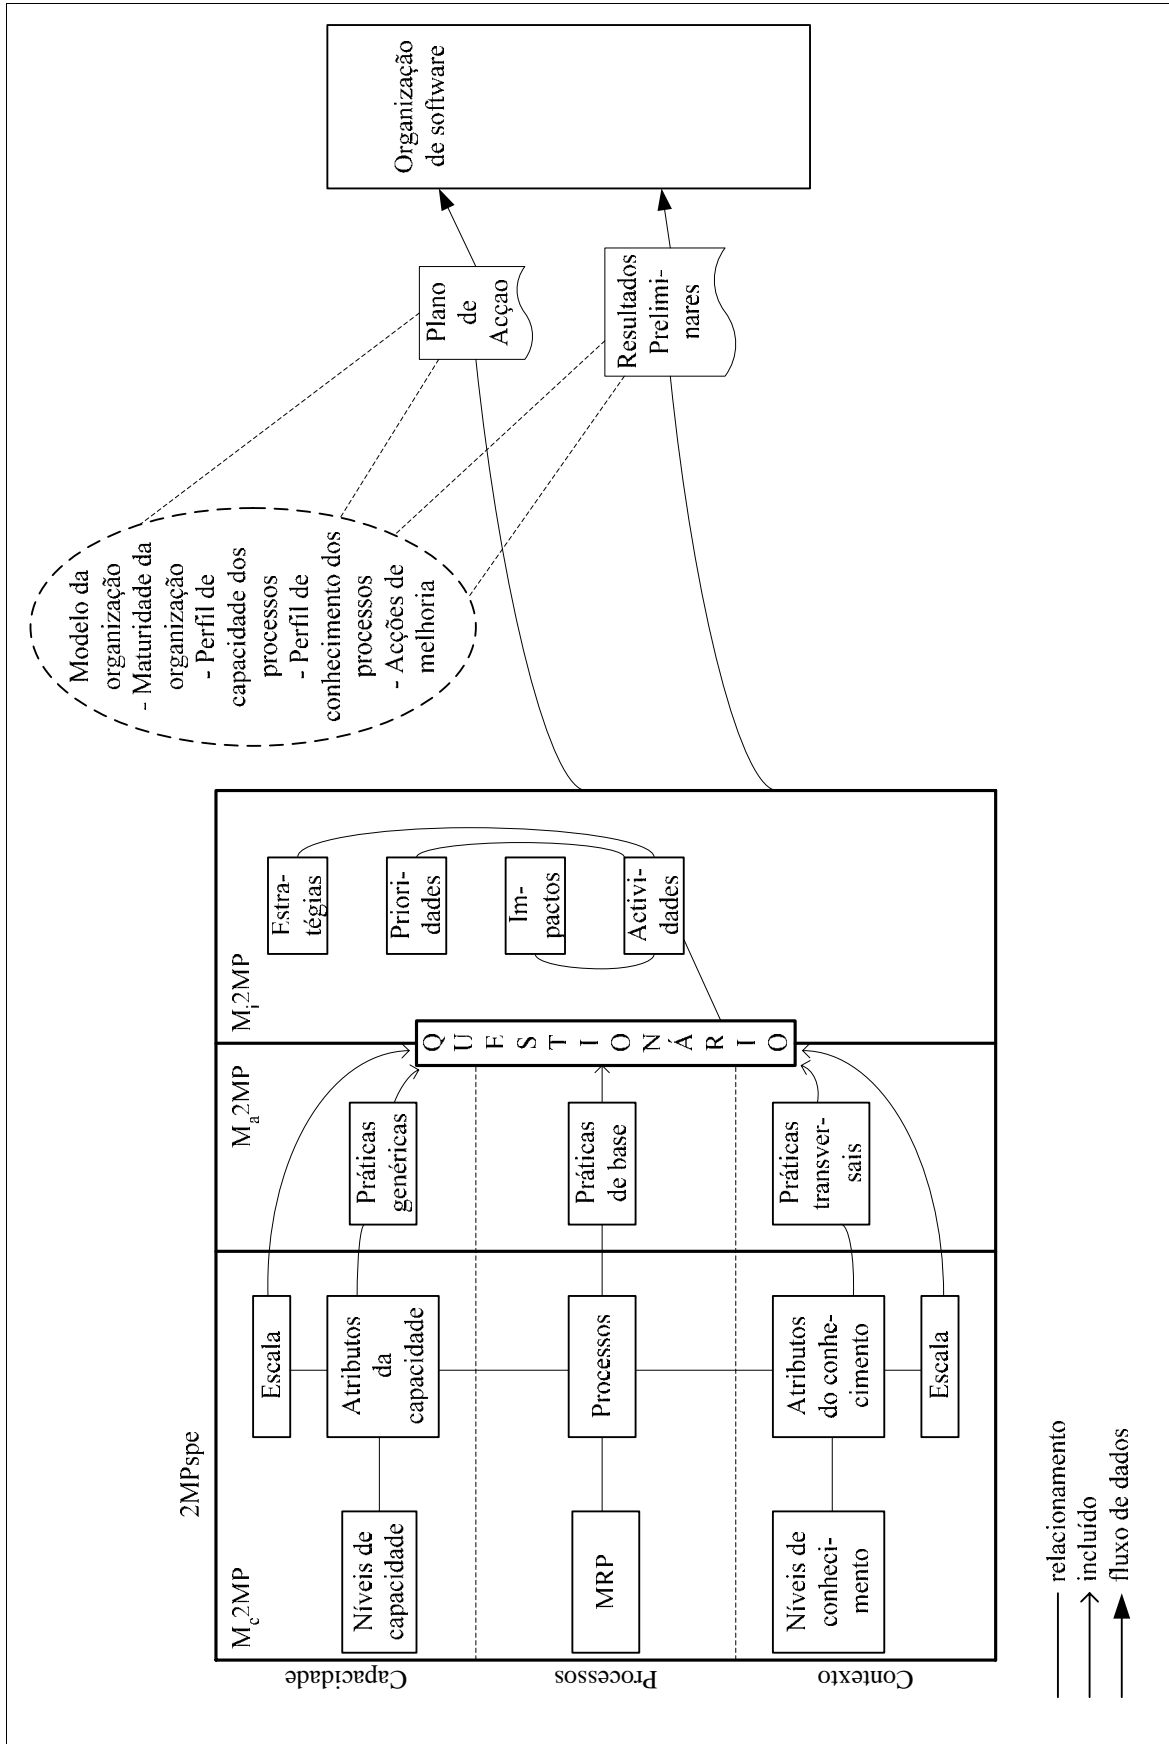 2MPspe
M_c2MP
M_a2MP
M_i2MP
Capacidade
Processos
Contexto
Níveis de
capacidade
MRP
Níveis de
conheci-
mento
Escala
Atributos
da
capacidade
Processos
Atributos
do conhe-
cimento
Escala
Práticas
genéricas
Práticas
de base
Práticas
transver-
sais
QUESTIONÁRIO
Estra-
tégias
Priori-
dades
Im-
pactos
Activi-
dades
Modelo da
organização
- Maturidade da
organização
- Perfil de
capacidade dos
processos
- Perfil de
conhecimento dos
processos
- Acções de
melhoria
Plano
de
Acçao
Resultados
Prelimi-
nares
Organização
de software
relacionamento
incluído
fluxo de dados